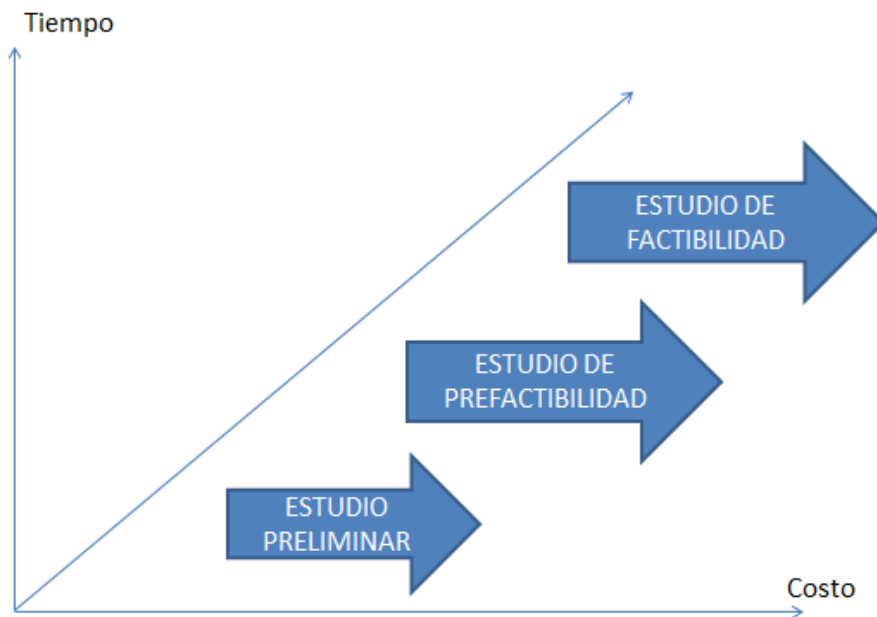 Tiempo
ESTUDIO DE
FACTIBILIDAD
ESTUDIO DE
PREFACTIBILIDAD
ESTUDIO
PRELIMINAR
Costo